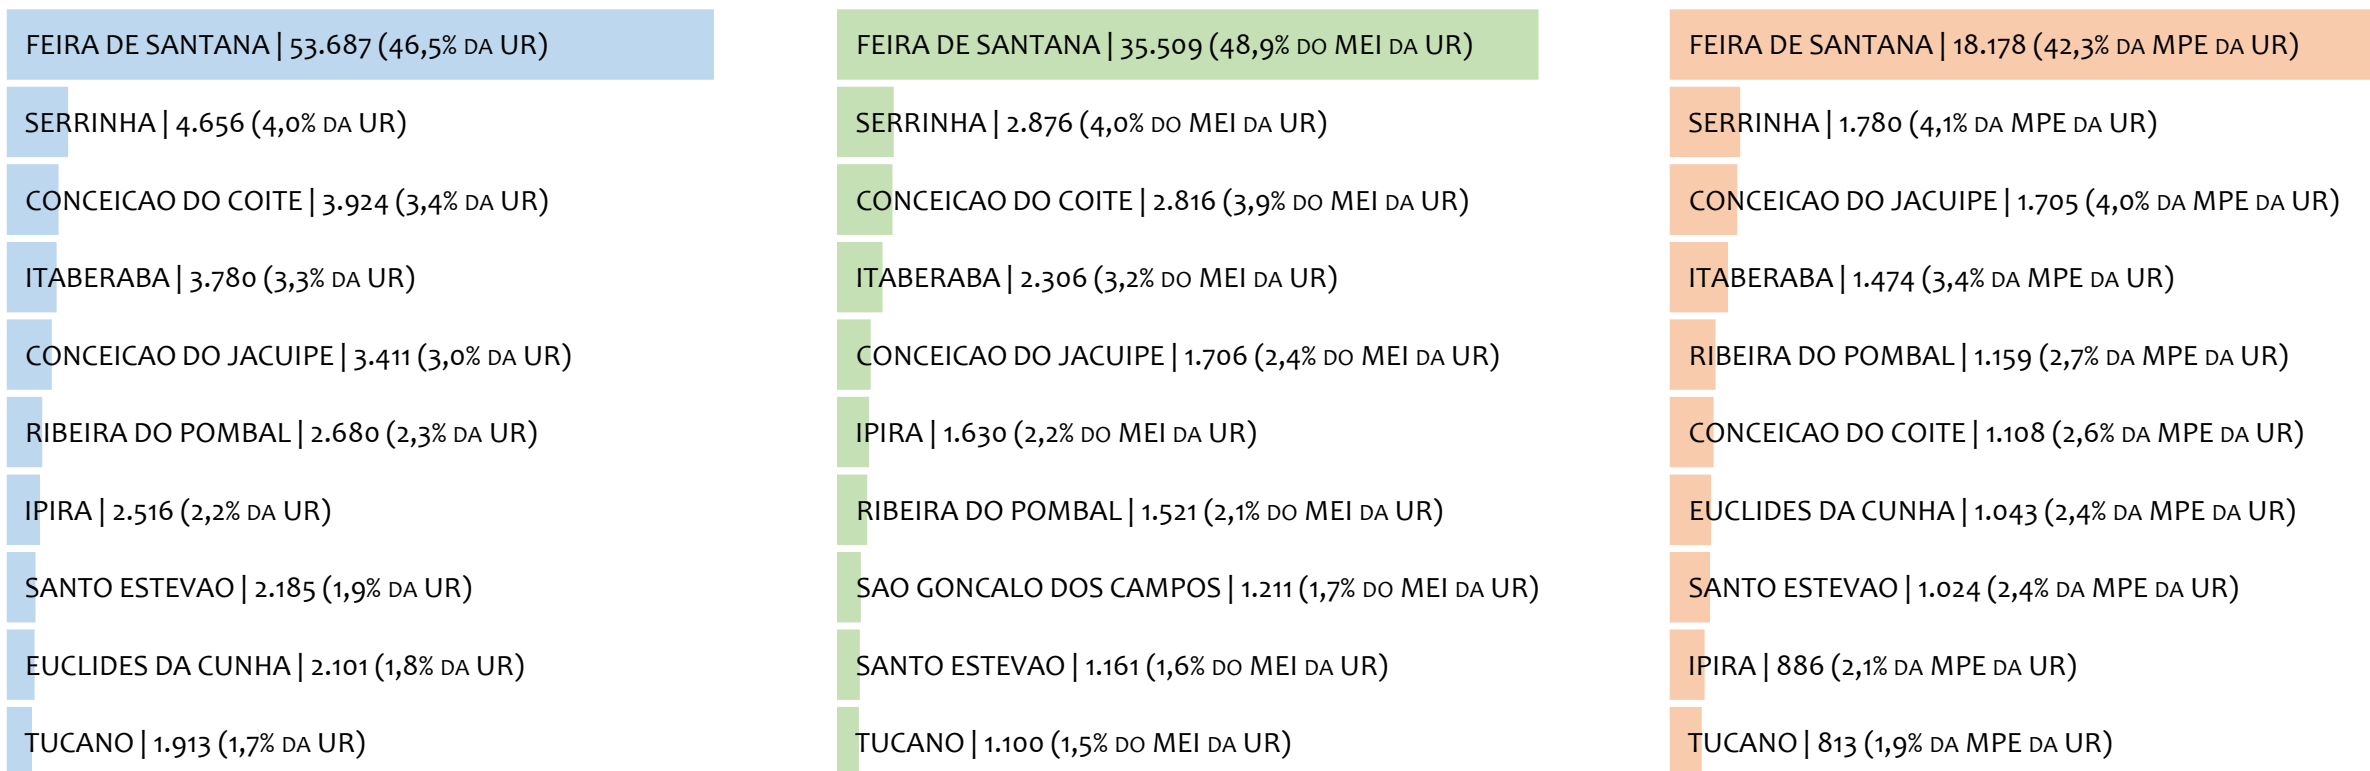 FEIRA DE SANTANA | 53.687 (46,5% DA UR)
SERRINHA | 4.656 (4,0% DA UR)
CONCEICAO DO COITE | 3.924 (3,4% DA UR)
ITABERABA | 3.780 (3,3% DA UR)
CONCEICAO DO JACUIPE | 3.411 (3,0% DA UR)
RIBEIRA DO POMBAL | 2.680 (2,3% DA UR)
IPIRA | 2.516 (2,2% DA UR)
SANTO ESTEVAO | 2.185 (1,9% DA UR)
EUCLIDES DA CUNHA | 2.101 (1,8% DA UR)
TUCANO | 1.913 (1,7% DA UR)
FEIRA DE SANTANA | 35.509 (48,9% DO MEI DA UR)
SERRINHA | 2.876 (4,0% DO MEI DA UR)
CONCEICAO DO COITE | 2.816 (3,9% DO MEI DA UR)
ITABERABA | 2.306 (3,2% DO MEI DA UR)
CONCEICAO DO JACUIPE | 1.706 (2,4% DO MEI DA UR)
IPIRA | 1.630 (2,2% DO MEI DA UR)
RIBEIRA DO POMBAL | 1.521 (2,1% DO MEI DA UR)
SAO GONCALO DOS CAMPOS | 1.211 (1,7% DO MEI DA UR)
SANTO ESTEVAO | 1.161 (1,6% DO MEI DA UR)
TUCANO | 1.100 (1,5% DO MEI DA UR)
FEIRA DE SANTANA | 18.178 (42,3% DA MPE DA UR)
SERRINHA | 1.780 (4,1% DA MPE DA UR)
CONCEICAO DO JACUIPE | 1.705 (4,0% DA MPE DA UR)
ITABERABA | 1.474 (3,4% DA MPE DA UR)
RIBEIRA DO POMBAL | 1.159 (2,7% DA MPE DA UR)
CONCEICAO DO COITE | 1.108 (2,6% DA MPE DA UR)
EUCLIDES DA CUNHA | 1.043 (2,4% DA MPE DA UR)
SANTO ESTEVAO | 1.024 (2,4% DA MPE DA UR)
IPIRA | 886 (2,1% DA MPE DA UR)
TUCANO | 813 (1,9% DA MPE DA UR)